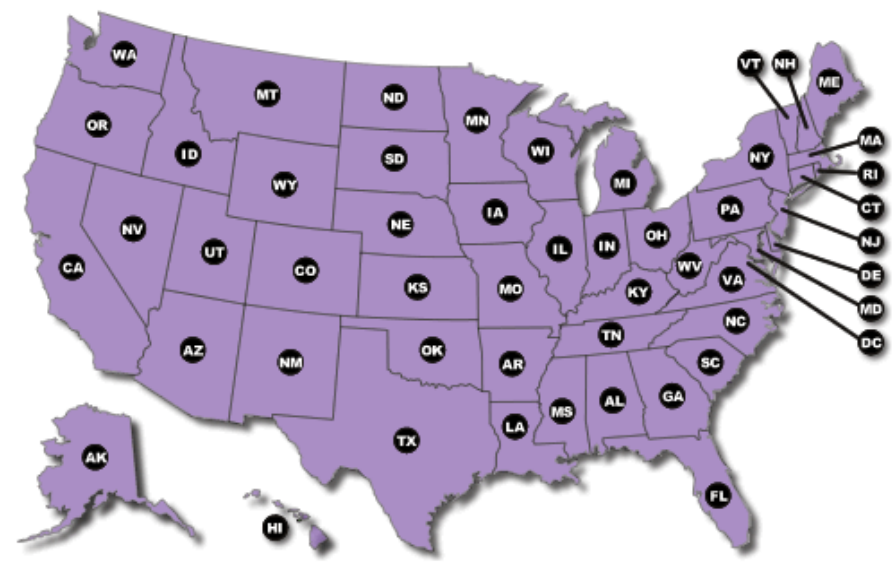 WA
MT
ND
MN
VT
NH
ME
OR
ID
SD
WI
MI
NY
MA
RI
WY
IA
PA
CT
NV
UT
NE
IL
IN
OH
NJ
CA
CO
KS
MO
KY
WV
VA
DE
MD
DC
AZ
NM
OK
AR
TN
NC
SC
TX
LA
MS
AL
GA
AK
HI
FL